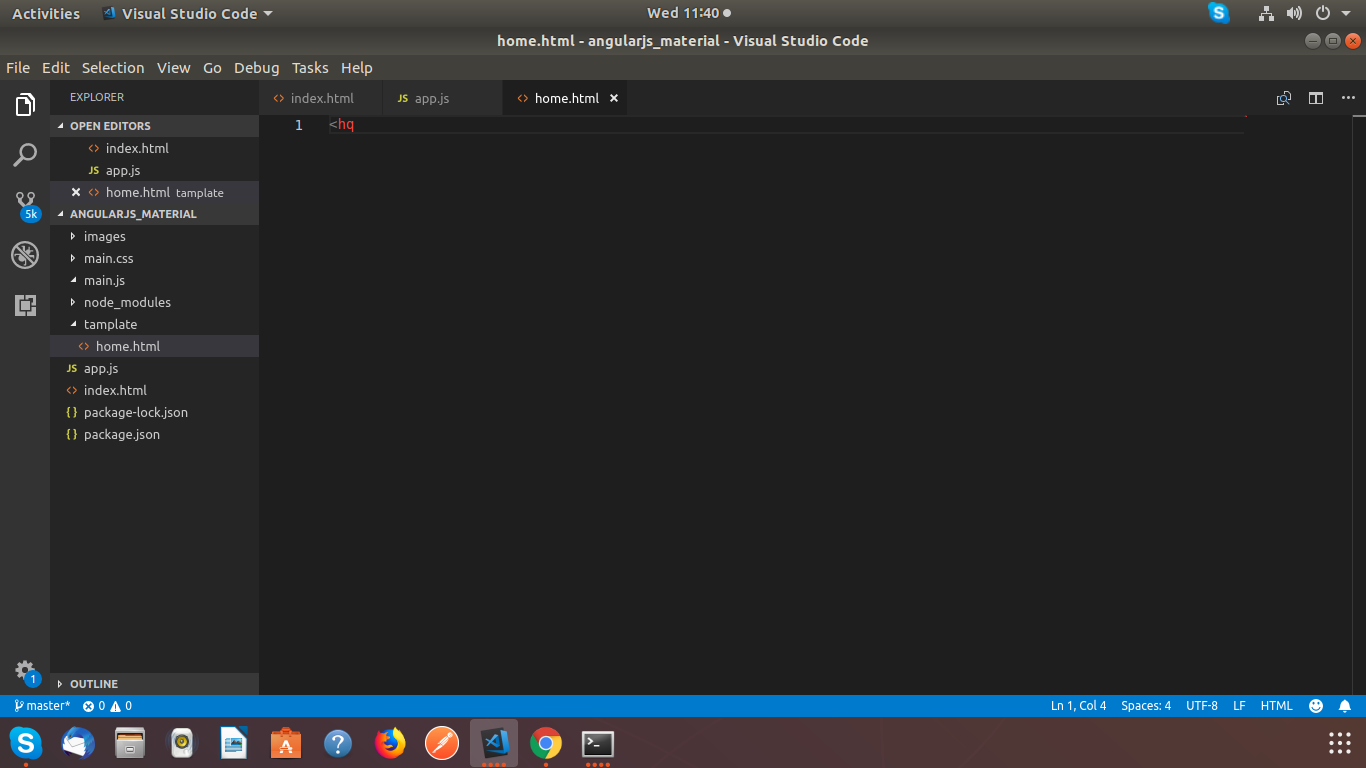 Activities Visual Studio Code Wed 11:40
home.html - angularjs_material - Visual Studio Code
File Edit Selection View Go Debug Tasks Help
EXPLORER
OPEN EDITORS
index.html
app.js
home.html tamplate
ANGULARJS_MATERIAL
images
main.css
main.js
node_modules
tamplate
home.html
app.js
index.html
package-lock.json
package.json
OUTLINE
5k
1
index.html JS app.js home.html
1 <hq
master* 0 0 Ln 1, Col 4 Spaces: 4 UTF-8 LF HTML